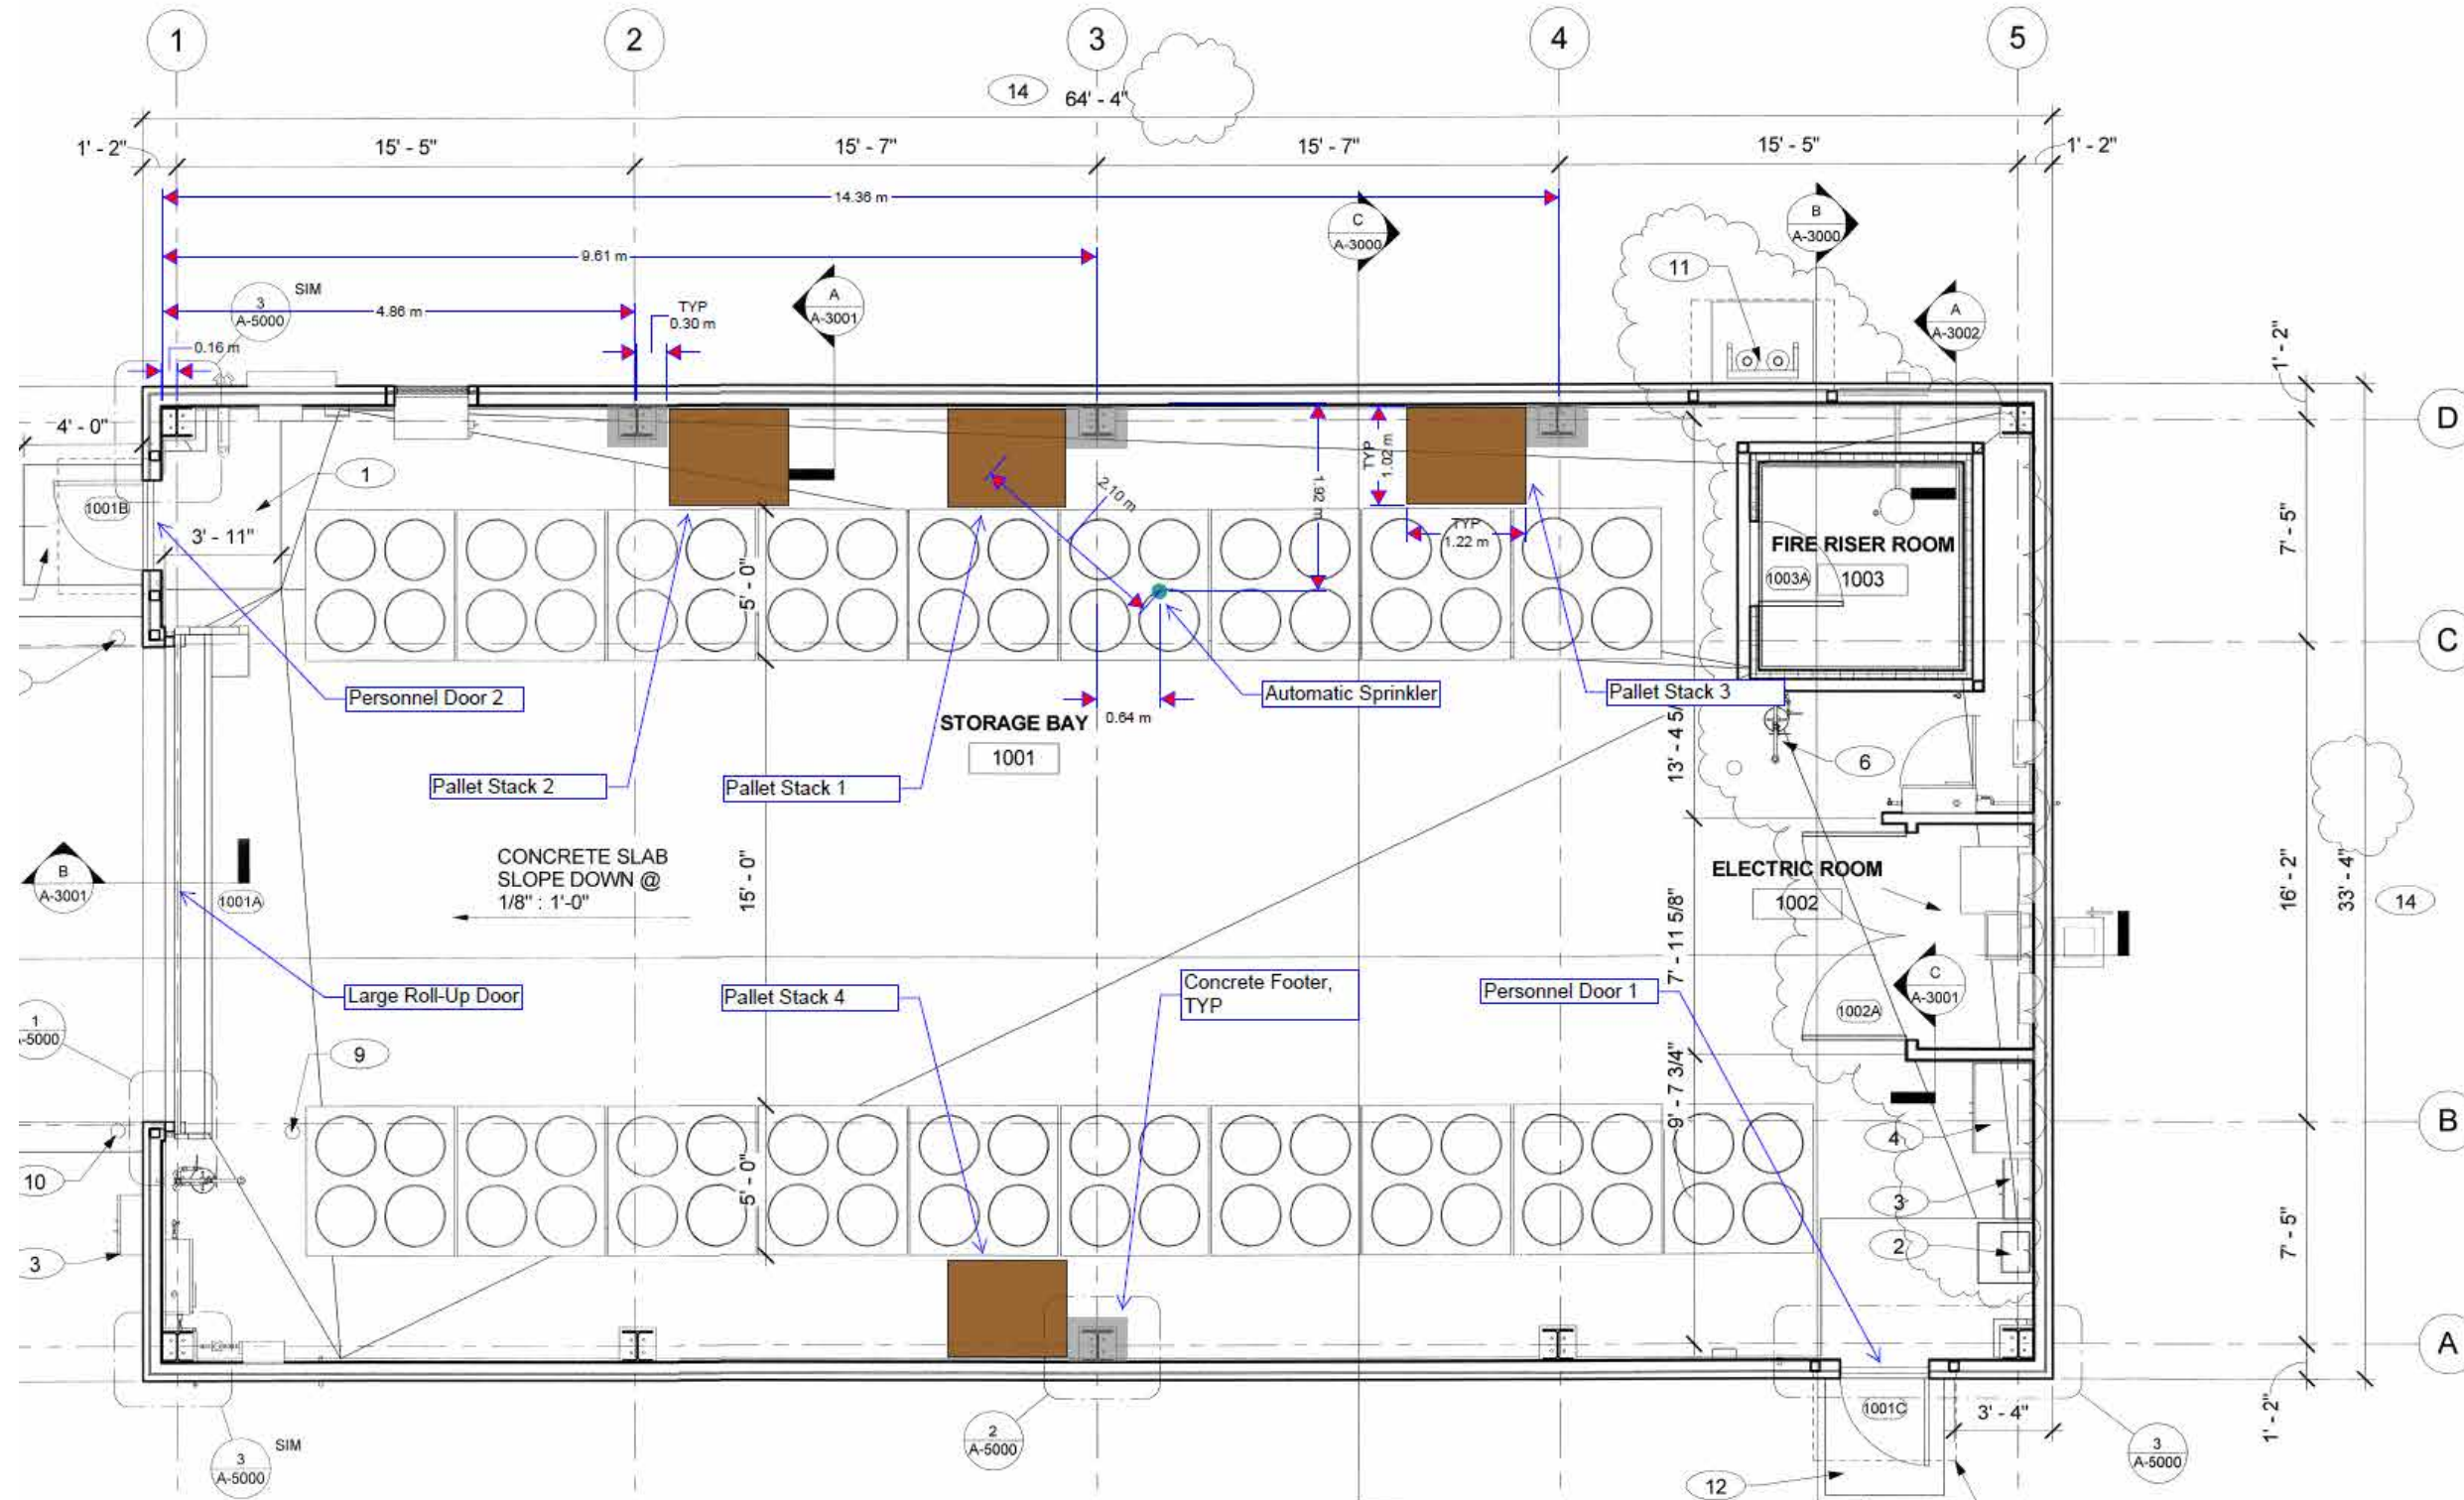 1
2
3
4
5
14
64' - 4"
1' - 2"
15' - 5"
15' - 7"
15' - 7"
15' - 5"
1' - 2"
14.36 m
C
A-3000
B
A-3000
9.61 m
11
3
A-5000
SIM
4.86 m
TYP
0.30 m
A
A-3001
A
A-3002
0.16 m
1' - 2"
4' - 0"
D
1
TYP
1.02 m
2.10 m
1.92 m
1001B
3' - 11"
5' - 0"
TYP
1.22 m
FIRE RISER ROOM
1003A
1003
7' - 5"
C
Personnel Door 2
Automatic Sprinkler
Pallet Stack 3
STORAGE BAY
0.64 m
1001
13' - 4 5/
6
Pallet Stack 2
Pallet Stack 1
CONCRETE SLAB
SLOPE DOWN @
1/8" : 1'-0"
15' - 0"
B
A-3001
1001A
ELECTRIC ROOM
1002
7' - 11 5/8"
16' - 2"
33' - 4"
14
Large Roll-Up Door
Pallet Stack 4
Concrete Footer,
TYP
Personnel Door 1
C
A-3001
1002A
1
-5000
9
9' - 7 3/4"
4
B
10
5' - 0"
3
3
2
7' - 5"
A
1001C
3' - 4"
1' - 2"
2
A-5000
3
A-5000
SIM
3
A-5000
12